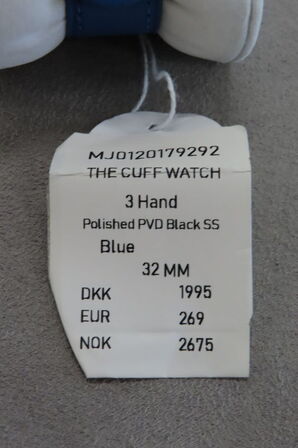 MJ0120179292
THE CUFF WATCH
3 Hand
Polished PVD Black SS
Blue
32 MM
DKK 1995
EUR 269
NOK 2675